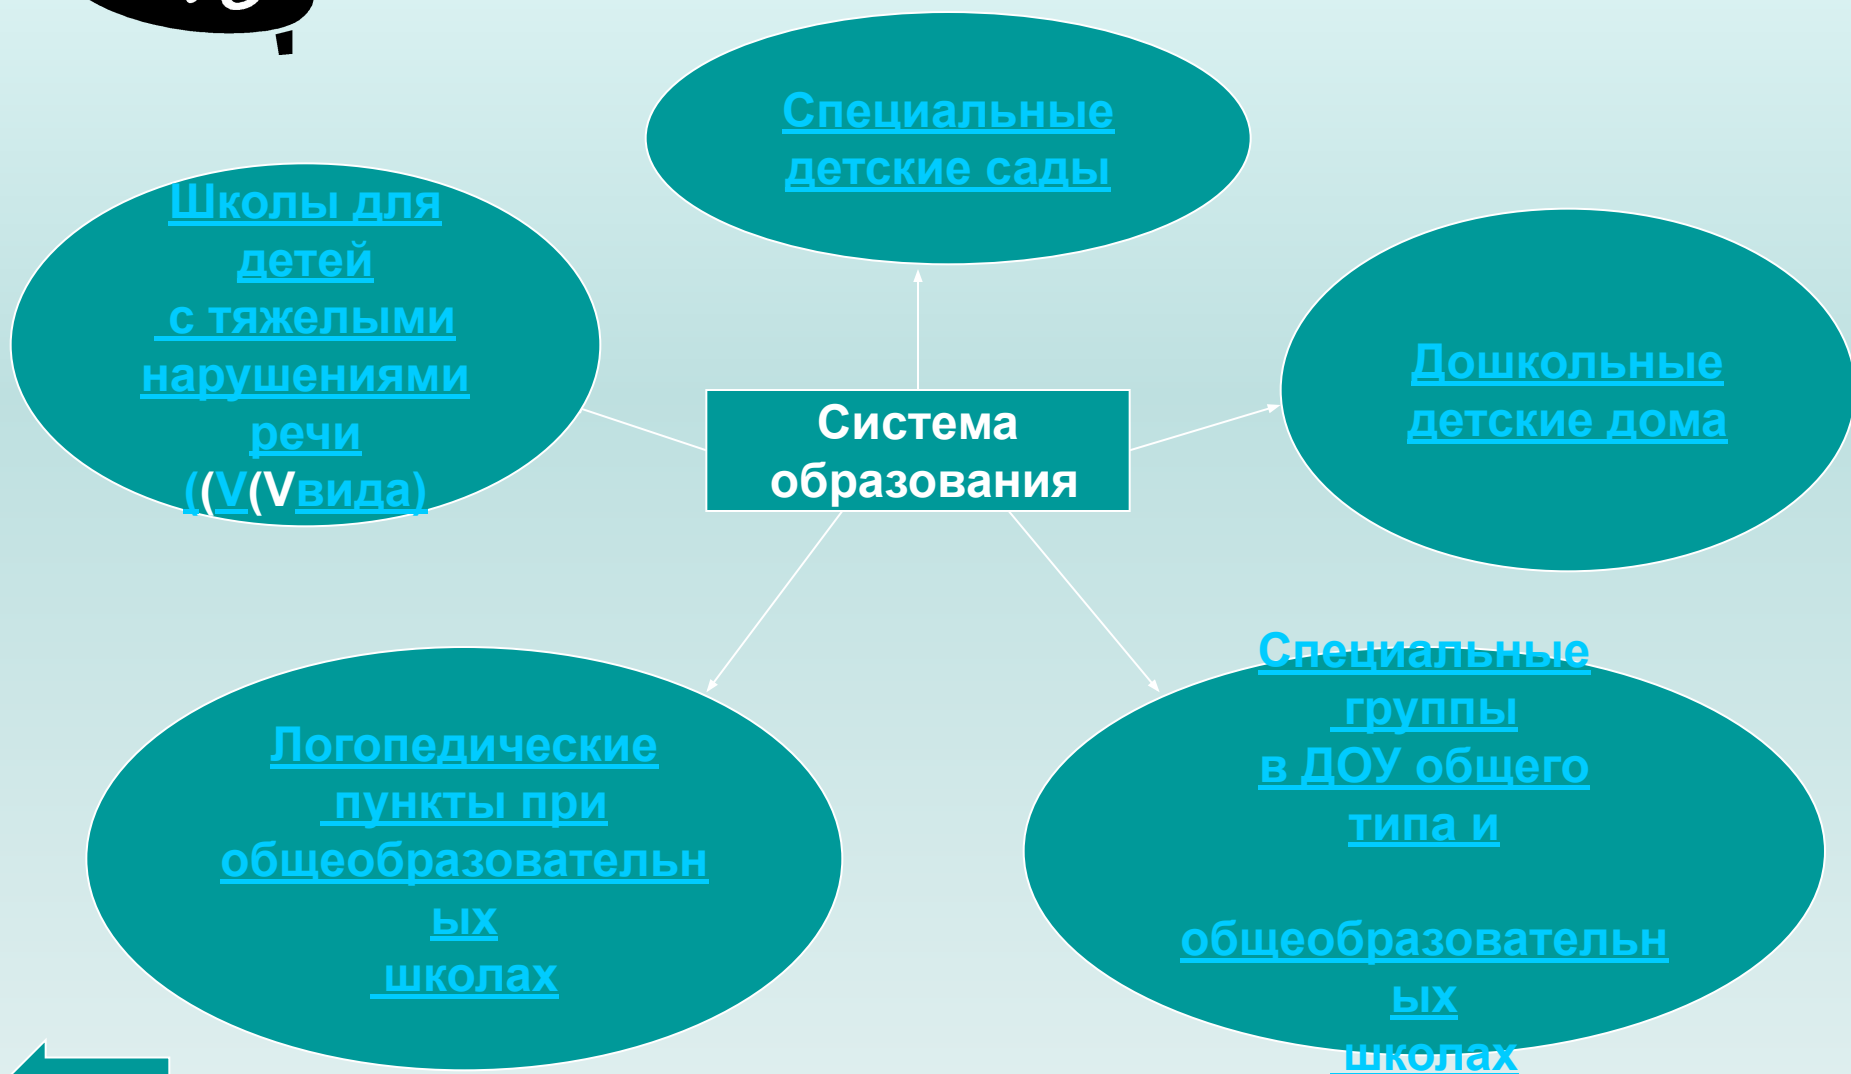 Специальные
детские сады
Школы для
детей
с тяжелыми
нарушениями
речи
((V(Vвида)
Дошкольные
детские дома
Система
образования
Логопедические
пункты при
общеобразовательн
ых
школах
Специальные
группы
в ДОУ общего
типа и
общеобразовательн
ых
школах